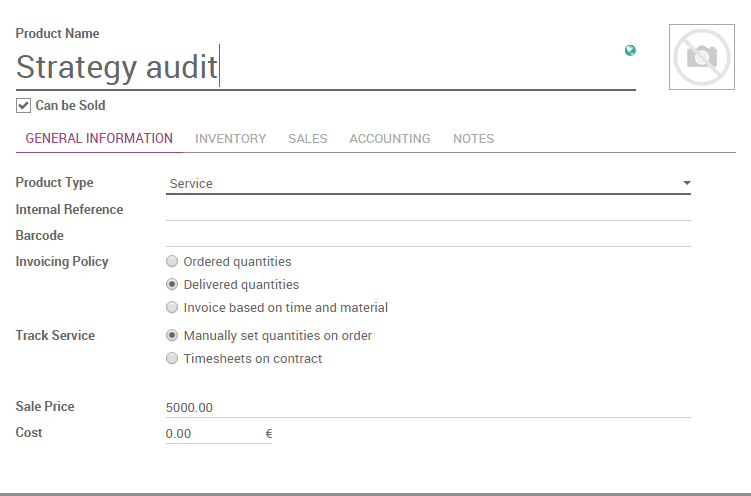 Product Name
Strategy audit
Can be Sold
GENERAL INFORMATION INVENTORY SALES ACCOUNTING NOTES
Product Type Service
Internal Reference
Barcode
Invoicing Policy Ordered quantities
Delivered quantities
Invoice based on time and material
Track Service Manually set quantities on order
Timesheets on contract
Sale Price 5000.00
Cost 0.00 €